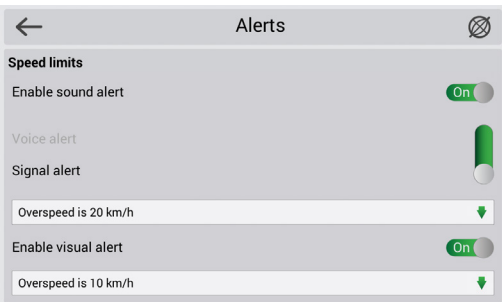 Alerts
Speed limits
Enable sound alert On
Voice alert
Signal alert
Overspeed is 20 km/h
Enable visual alert On
Overspeed is 10 km/h